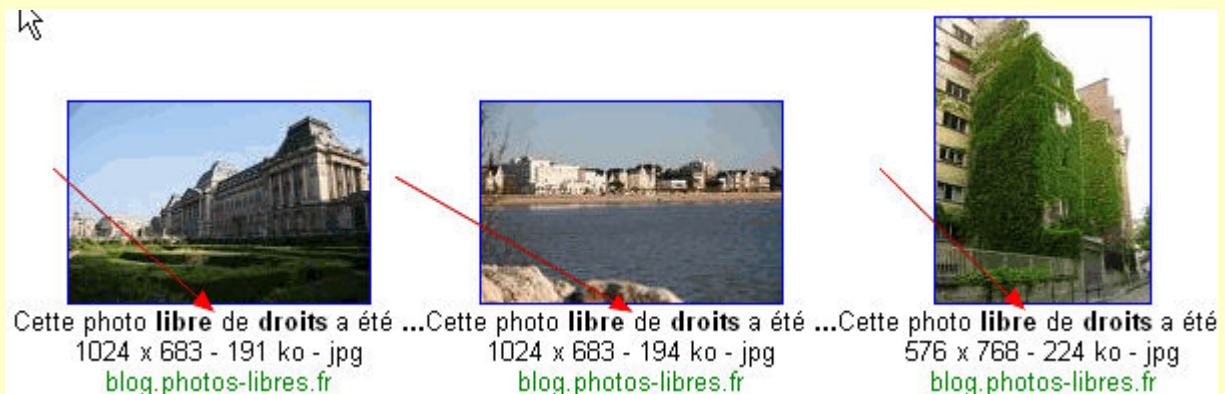 Cette photo libre de droits a été ...
1024 x 683 - 191 ko - jpg
blog.photos-libres.fr
Cette photo libre de droits a été ...
1024 x 683 - 194 ko - jpg
blog.photos-libres.fr
Cette photo libre de droits a été
576 x 768 - 224 ko - jpg
blog.photos-libres.fr